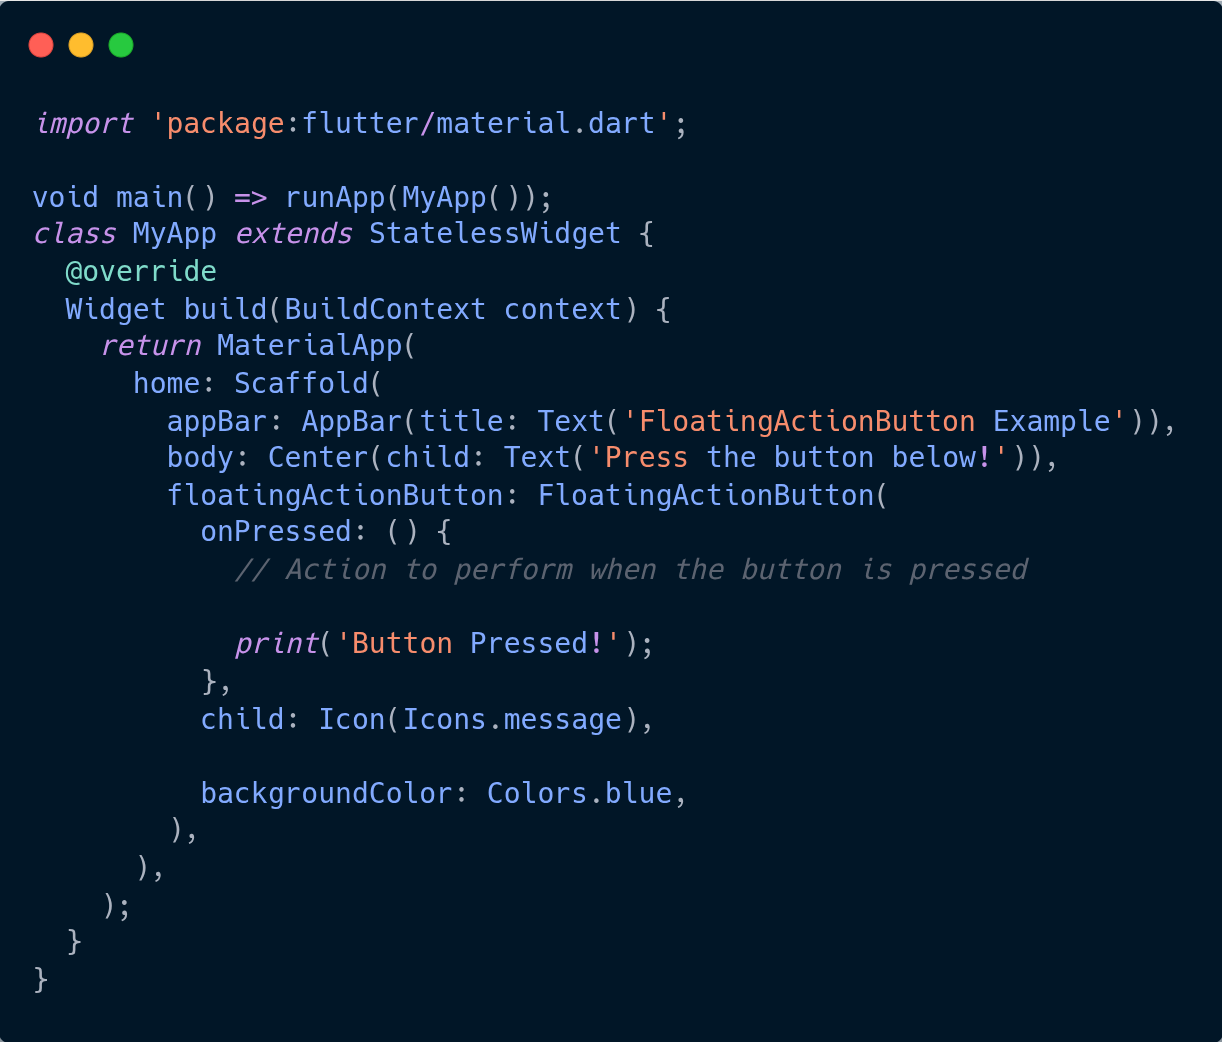 import 'package:flutter/material.dart';

void main() => runApp(MyApp());
class MyApp extends StatelessWidget {
  @override
  Widget build(BuildContext context) {
    return MaterialApp(
      home: Scaffold(
        appBar: AppBar(title: Text('FloatingActionButton Example')),
        body: Center(child: Text('Press the button below!')),
        floatingActionButton: FloatingActionButton(
          onPressed: () {
            // Action to perform when the button is pressed

            print('Button Pressed!');
          },
          child: Icon(Icons.message),

          backgroundColor: Colors.blue,
        ),
      ),
    );
  }
}